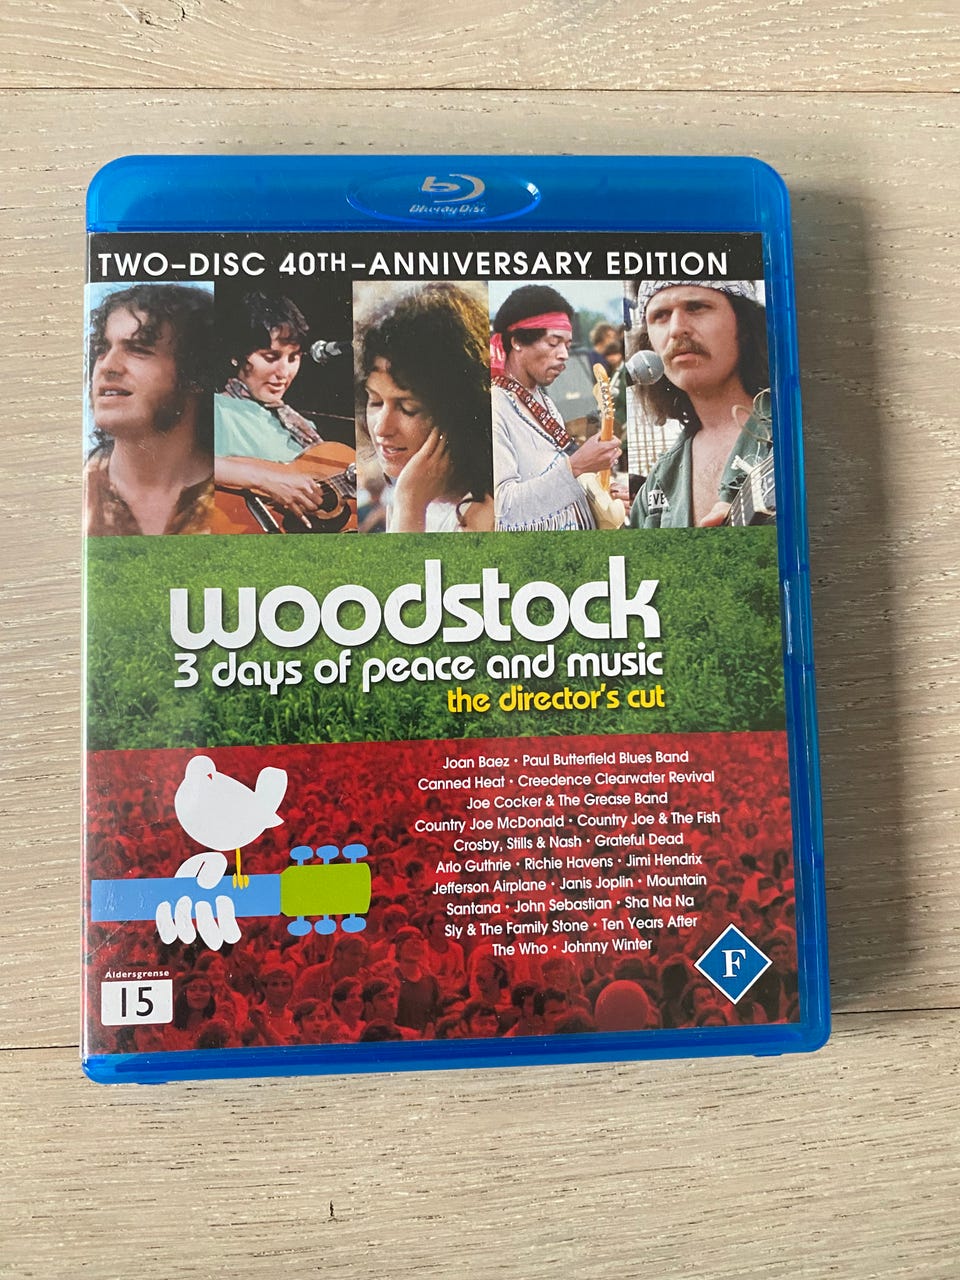 Blu-ray Disc
TWO-DISC 40TH-ANNIVERSARY EDITION
EVE
woodstock
3 days of peace and music
the director's cut
Joan Baez • Paul Butterfield Blues Band
Canned Heat • Creedence Clearwater Revival
Joe Cocker & The Grease Band
Country Joe McDonald • Country Joe & The Fish
Crosby, Stills & Nash • Grateful Dead
Arlo Guthrie • Richie Havens • Jimi Hendrix
Jefferson Airplane • Janis Joplin • Mountain
Santana • John Sebastian • Sha Na Na
Sly & The Family Stone • Ten Years After
The Who • Johnny Winter
F
Aldersgrense
15